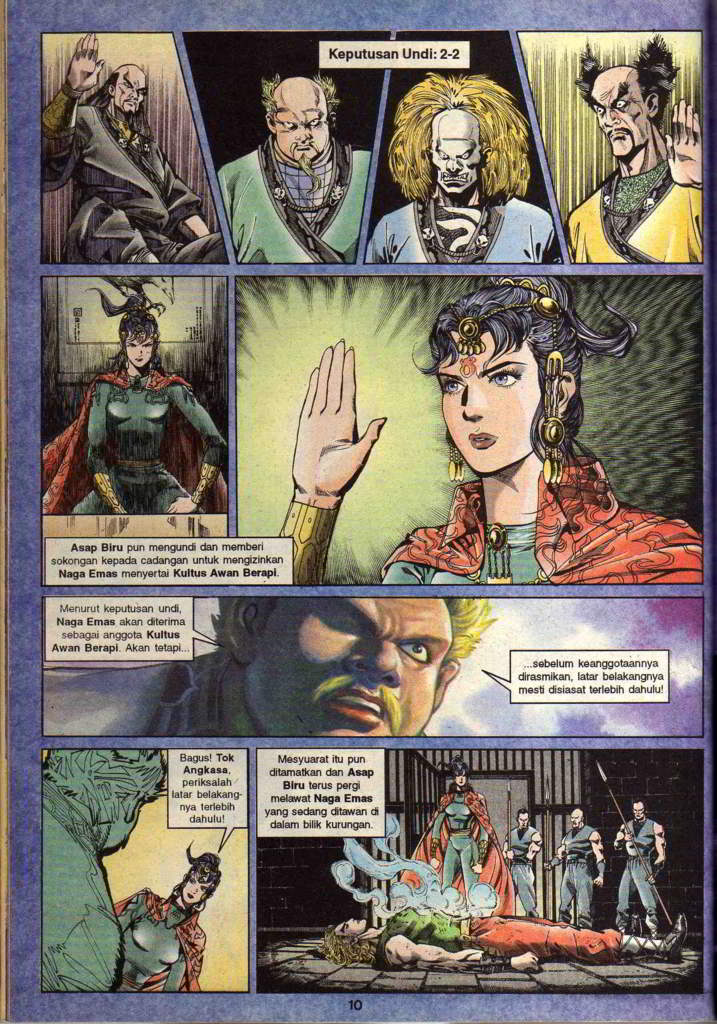 Keputusan Undi: 2-2
Asap Biru pun mengundi dan memberi
sokongan kepada cadangan untuk mengizinkan
Naga Emas menyertai Kultus Awan Berapi.
Menurut keputusan undi,
Naga Emas akan diterima
sebagai anggota Kultus
Awan Berapi. Akan tetapi...
...sebelum keanggotaannya
dirasmikan, latar belakangnya
mesti disiasat terlebih dahulu!
Bagus! Tok
Angkasa,
periksalah
latar belakang-
nya terlebih
dahulu!
Mesyuarat itu pun
ditamatkan dan Asap
Biru terus pergi
melawat Naga Emas
yang sedang ditawan di
dalam bilik kurungan.
10